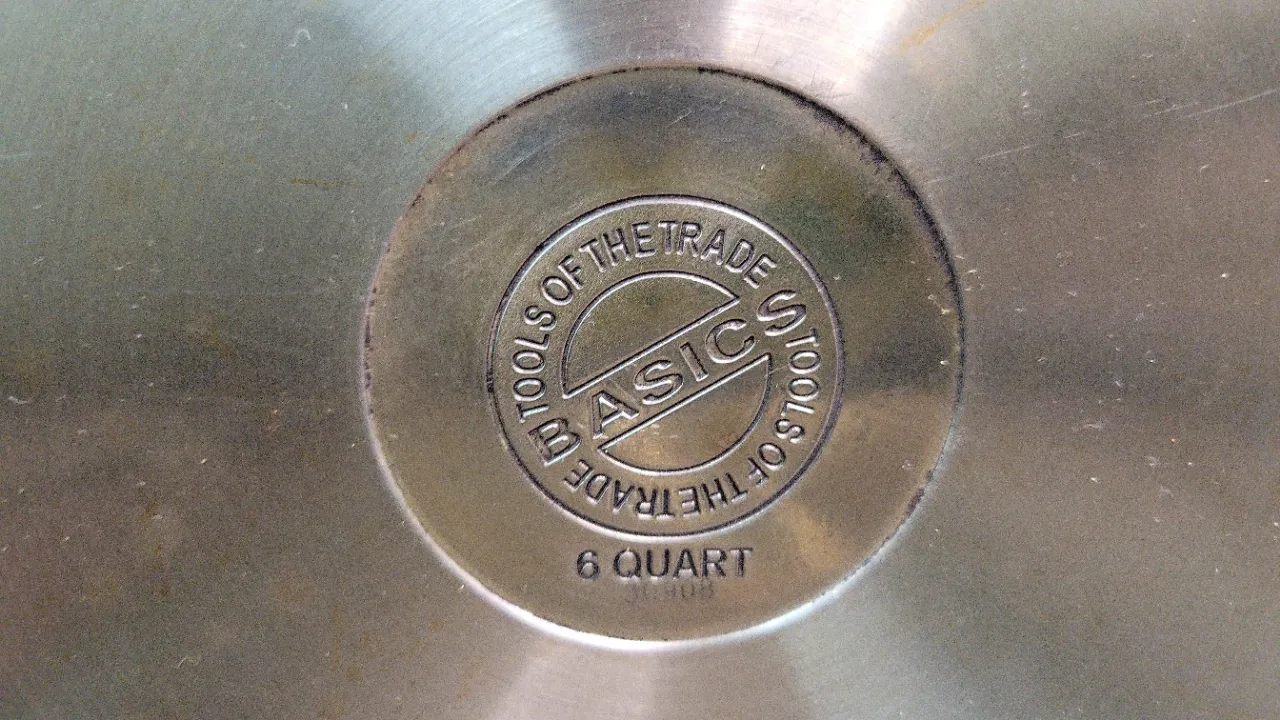 TOOLS OF THE TRADE
BASICS
TOOLS OF THE TRADE
6 QUART